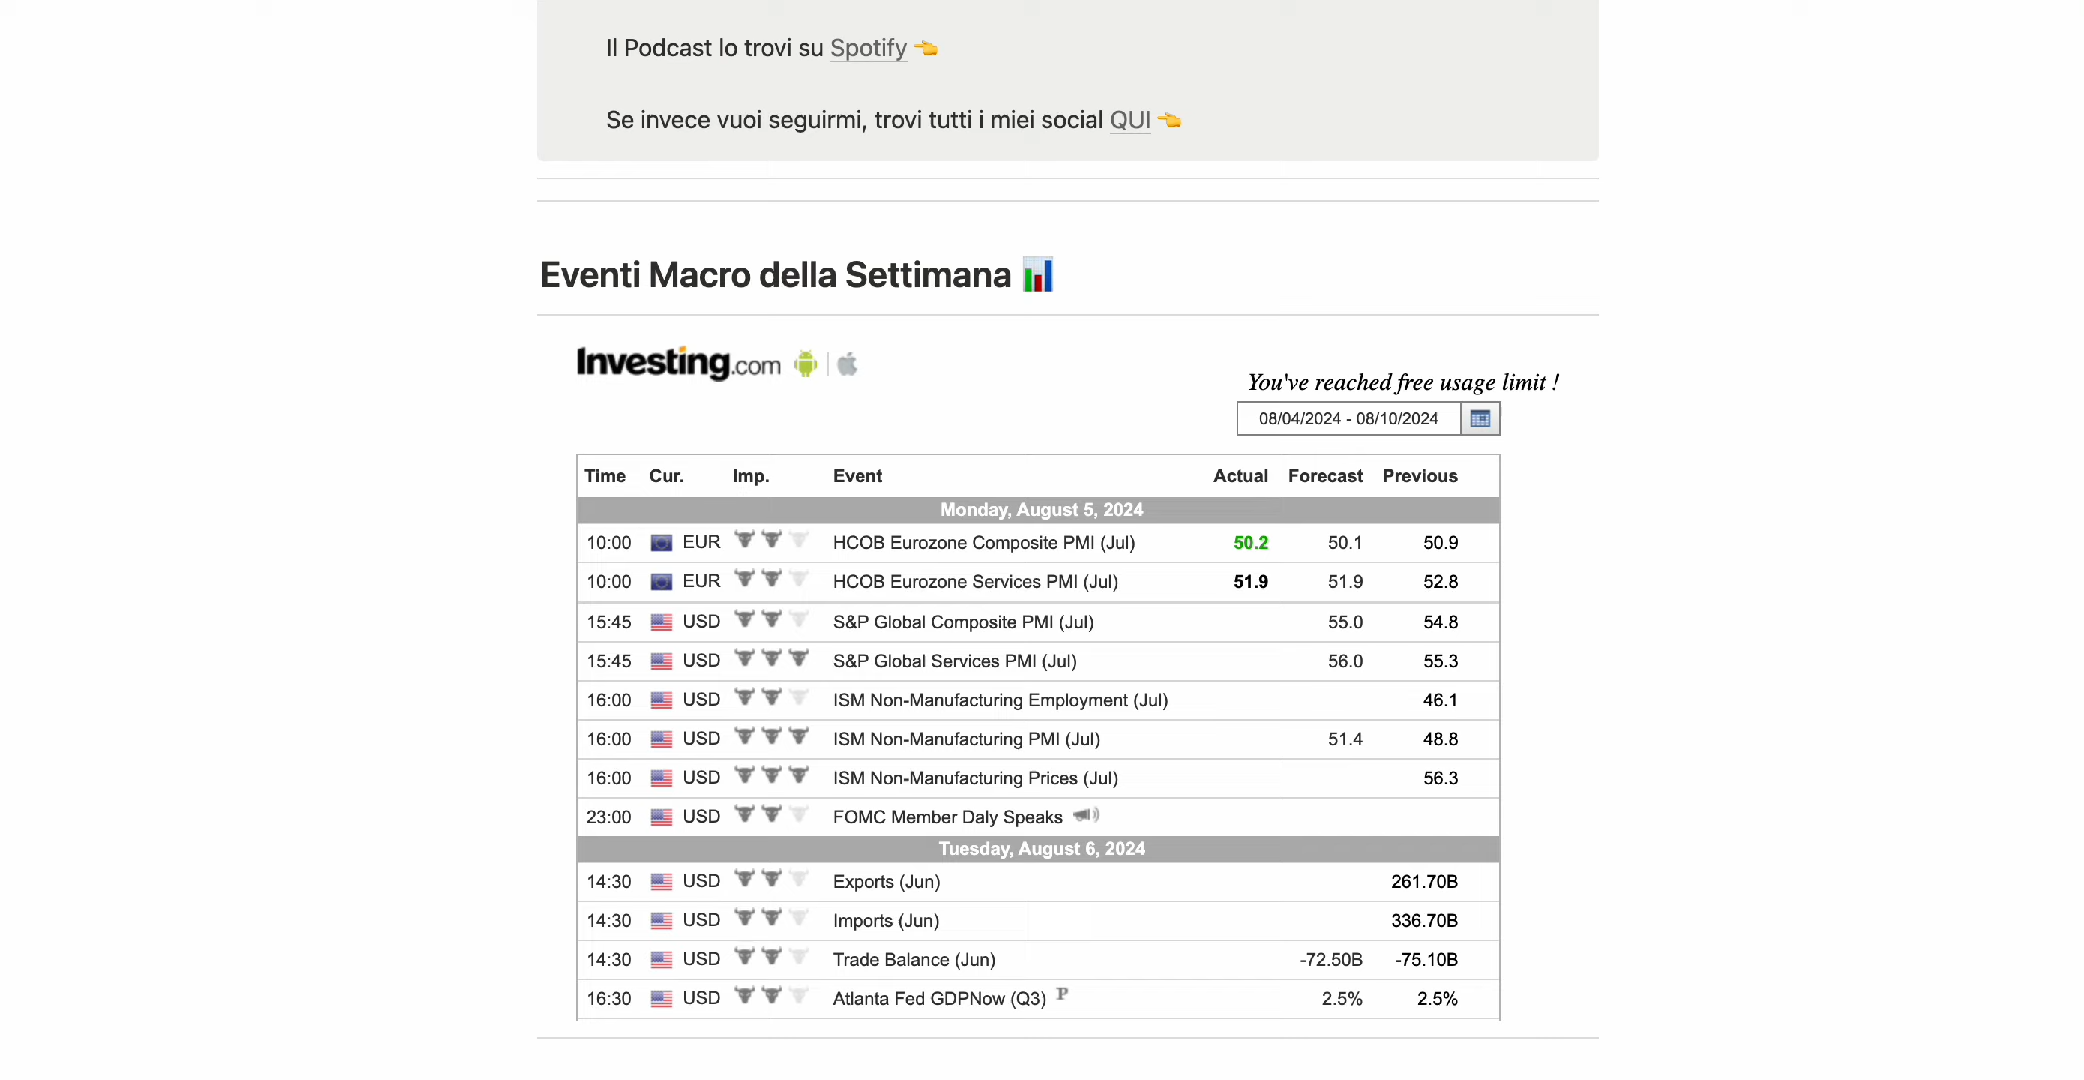 Il Podcast lo trovi su Spotify 👈
Se invece vuoi seguirmi, trovi tutti i miei social QUI 👈
Eventi Macro della Settimana 📊
Investing.com
You've reached free usage limit !
08/04/2024 - 08/10/2024
Time Cur. Imp. Event Actual Forecast Previous
Monday, August 5, 2024
10:00 EUR HCOB Eurozone Composite PMI (Jul) 50.2 50.1 50.9
10:00 EUR HCOB Eurozone Services PMI (Jul) 51.9 51.9 52.8
15:45 USD S&P Global Composite PMI (Jul) 55.0 54.8
15:45 USD S&P Global Services PMI (Jul) 56.0 55.3
16:00 USD ISM Non-Manufacturing Employment (Jul) 46.1
16:00 USD ISM Non-Manufacturing PMI (Jul) 51.4 48.8
16:00 USD ISM Non-Manufacturing Prices (Jul) 56.3
23:00 USD FOMC Member Daly Speaks
Tuesday, August 6, 2024
14:30 USD Exports (Jun) 261.70B
14:30 USD Imports (Jun) 336.70B
14:30 USD Trade Balance (Jun) -72.50B -75.10B
16:30 USD Atlanta Fed GDPNow (Q3) P 2.5% 2.5%